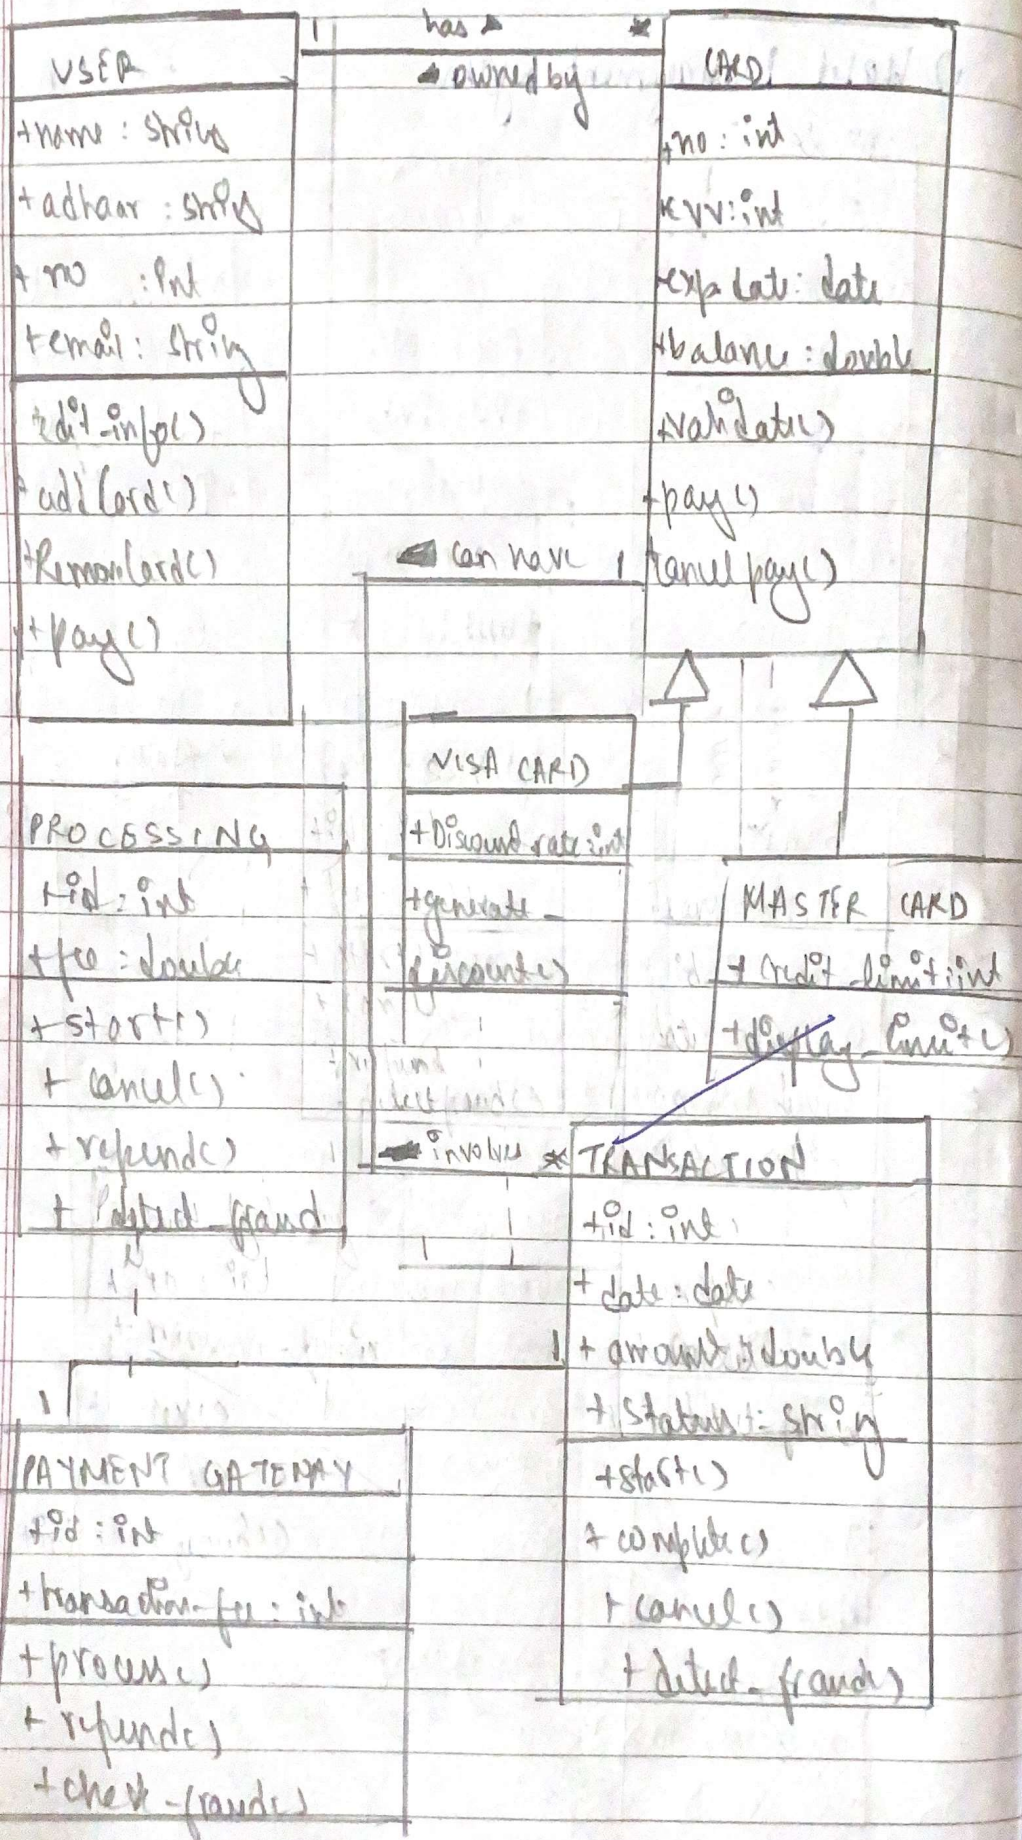 USER
+name : string
+adhaar : string
+ no : int
+email : string
edit_info()
addCard()
+RemoveCard()
+pay()
1 has *
owned by
CARD
+no : int
+cvv:int
+exp date : date
+balance : double
+validate()
+pay()
cancel pay()
can have 1
VISA CARD
+Discount rate:int
+generate_
discount()
MASTER CARD
+ credit_limit:int
+display_limit()
PROCESSING
+id : int
+fee : double
+start()
+ cancel()
+ refund()
+ detect_fraud
involves *
TRANSACTION
+id : int
+ date : date
+ amount : double
+ status : string
+start()
+ complete()
+ cancel()
+ detect_fraud()
1
1
1
PAYMENT GATEWAY
+id : int
+transaction_fee : int
+process()
+ refund()
+check_fraud()